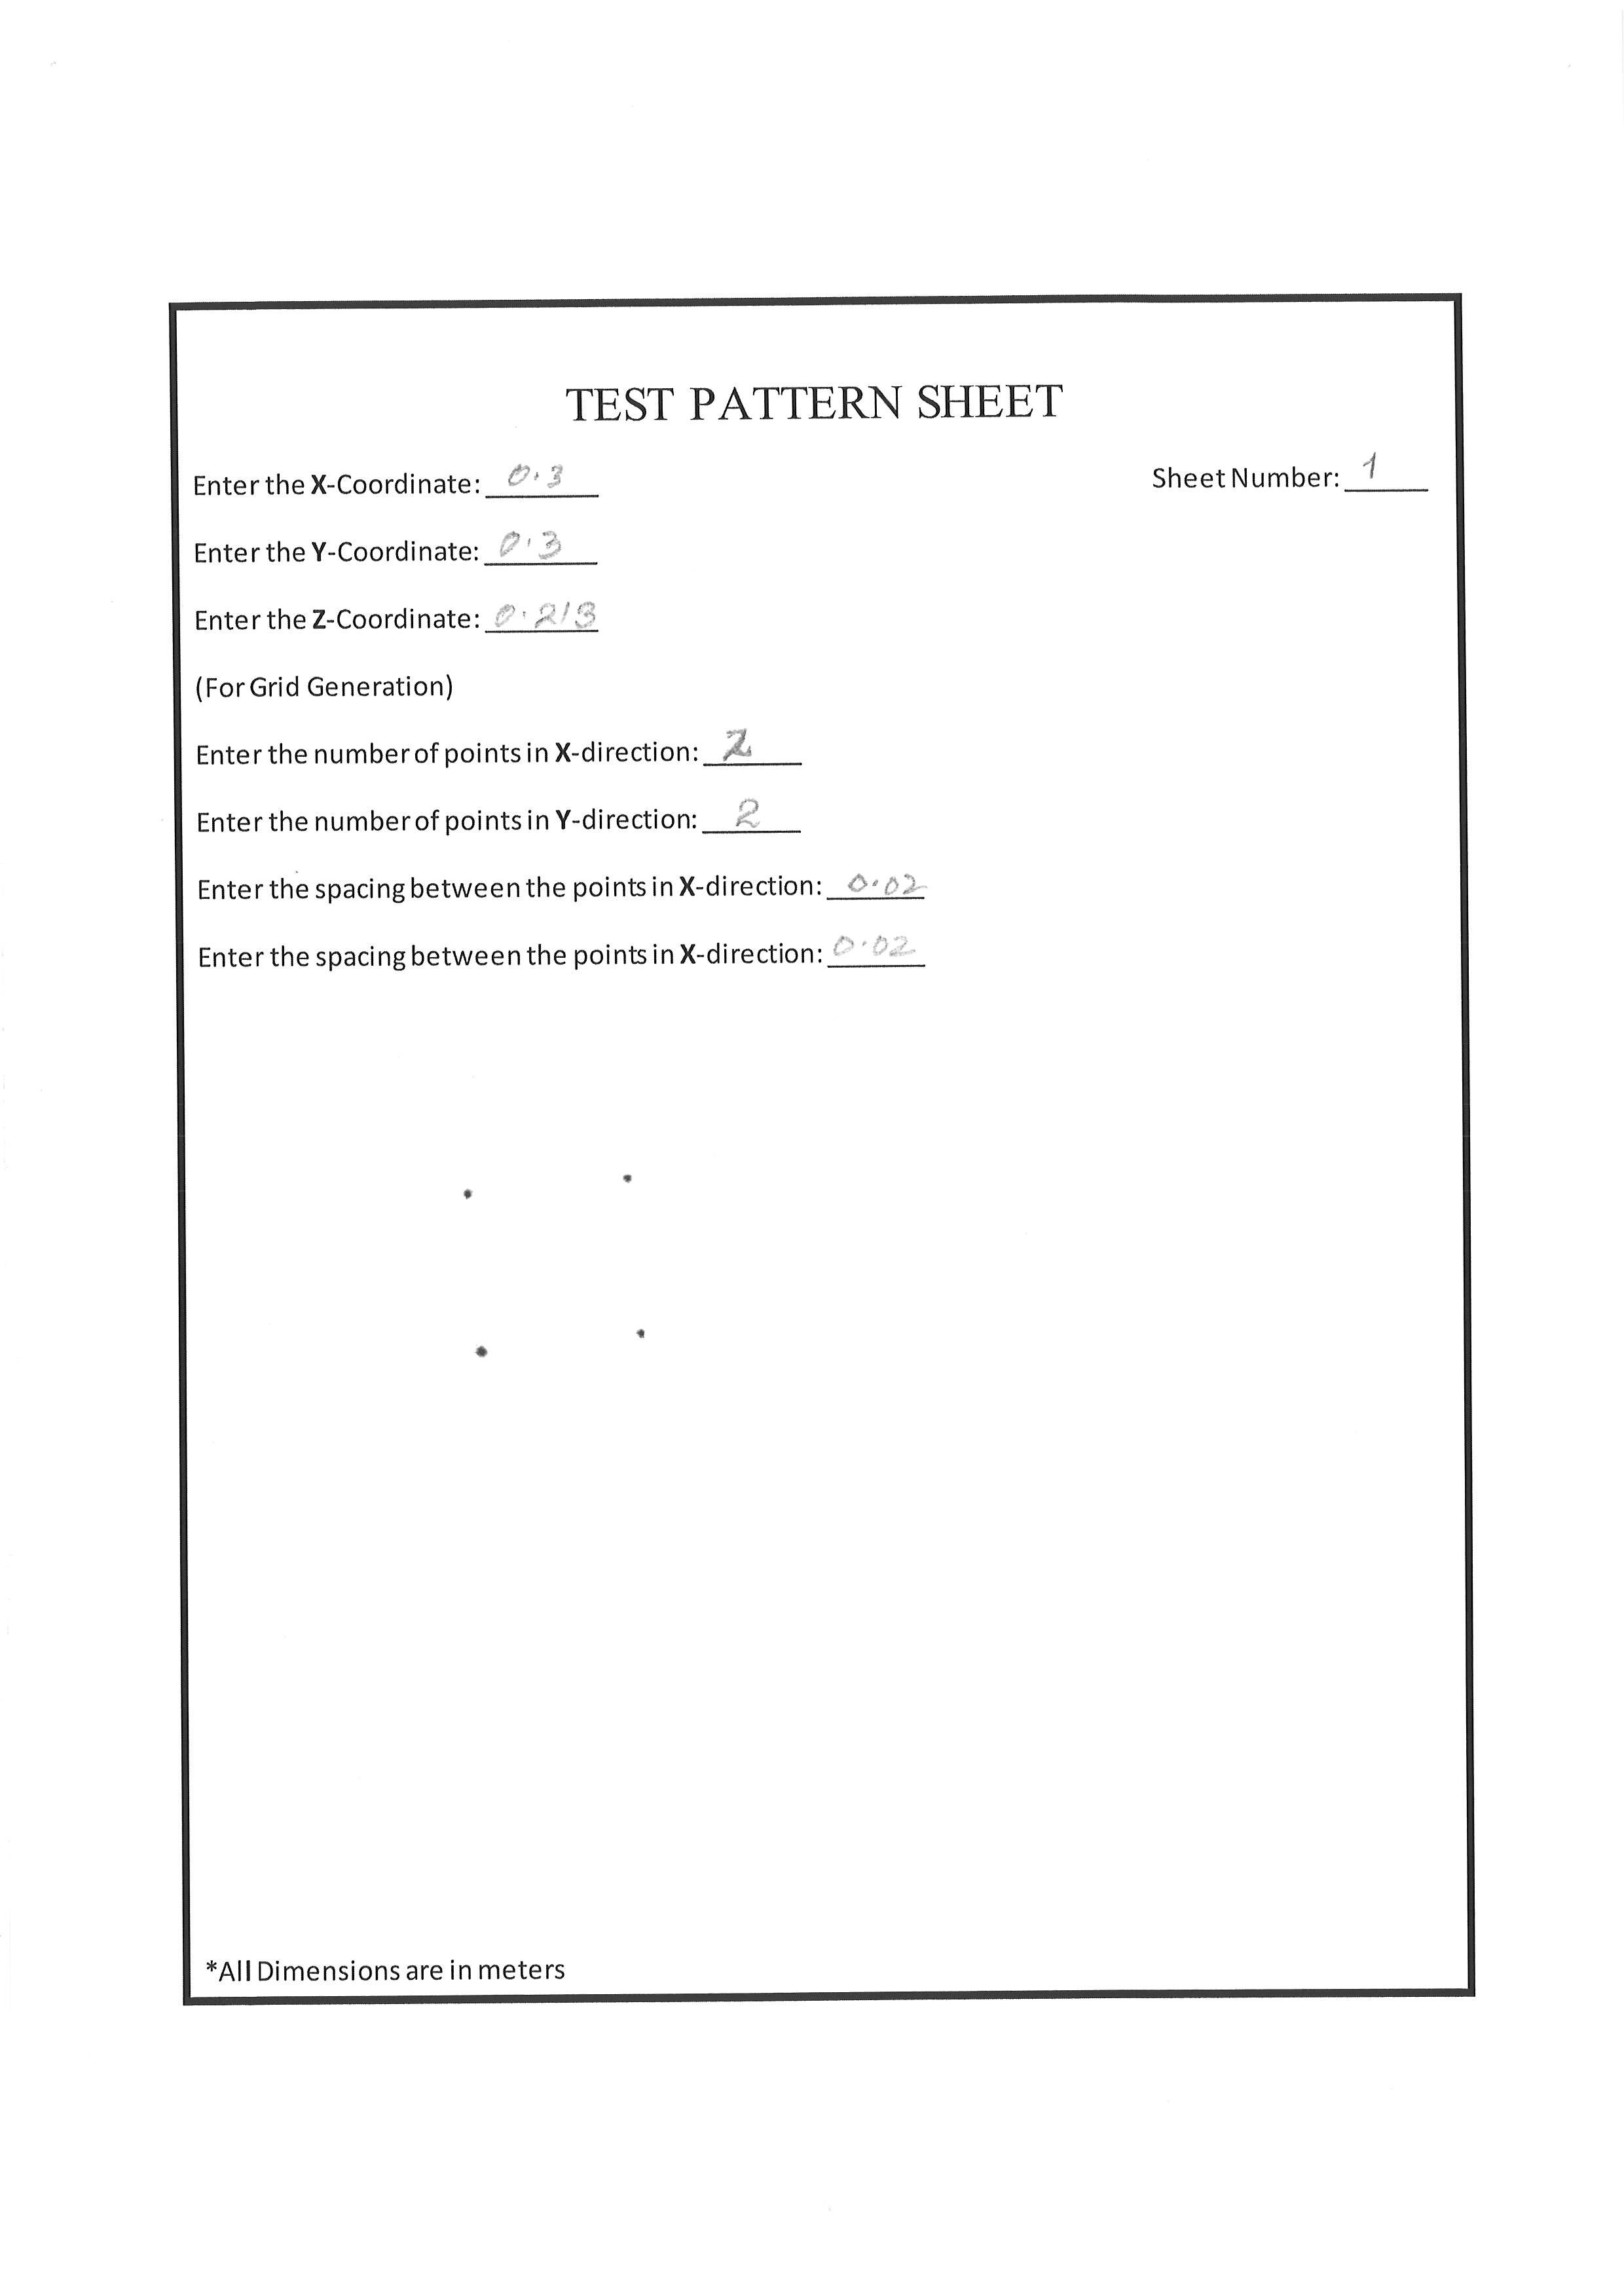 TEST PATTERN SHEET
Enter the X-Coordinate: 0.3 Sheet Number: 1
Enter the Y-Coordinate: 0.3
Enter the Z-Coordinate: 0.213
(For Grid Generation)
Enter the number of points in X-direction: 2
Enter the number of points in Y-direction: 2
Enter the spacing between the points in X-direction: 0.02
Enter the spacing between the points in X-direction: 0.02
*All Dimensions are in meters